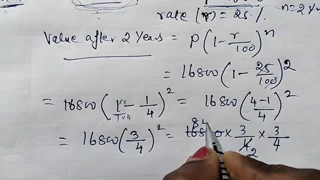 rate (r) = 25 %. n = 2 y
Value after 2 Years = P(1 - r/100)^n
= 16800(1 - 25/100)^2
= 16800(1/1 - 1/4)^2 = 16800(4-1/4)^2
= 16800(3/4)^2 = 16800 × 3/4 × 3/4